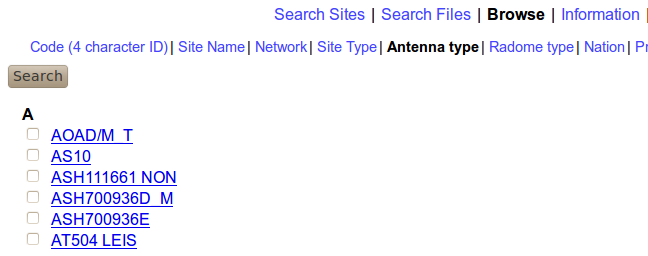 Search Sites | Search Files | Browse | Information |
Code (4 character ID) | Site Name | Network | Site Type | Antenna type | Radome type | Nation | Pr
Search
A
AOAD/M_T
AS10
ASH111661 NON
ASH700936D_M
ASH700936E
AT504 LEIS